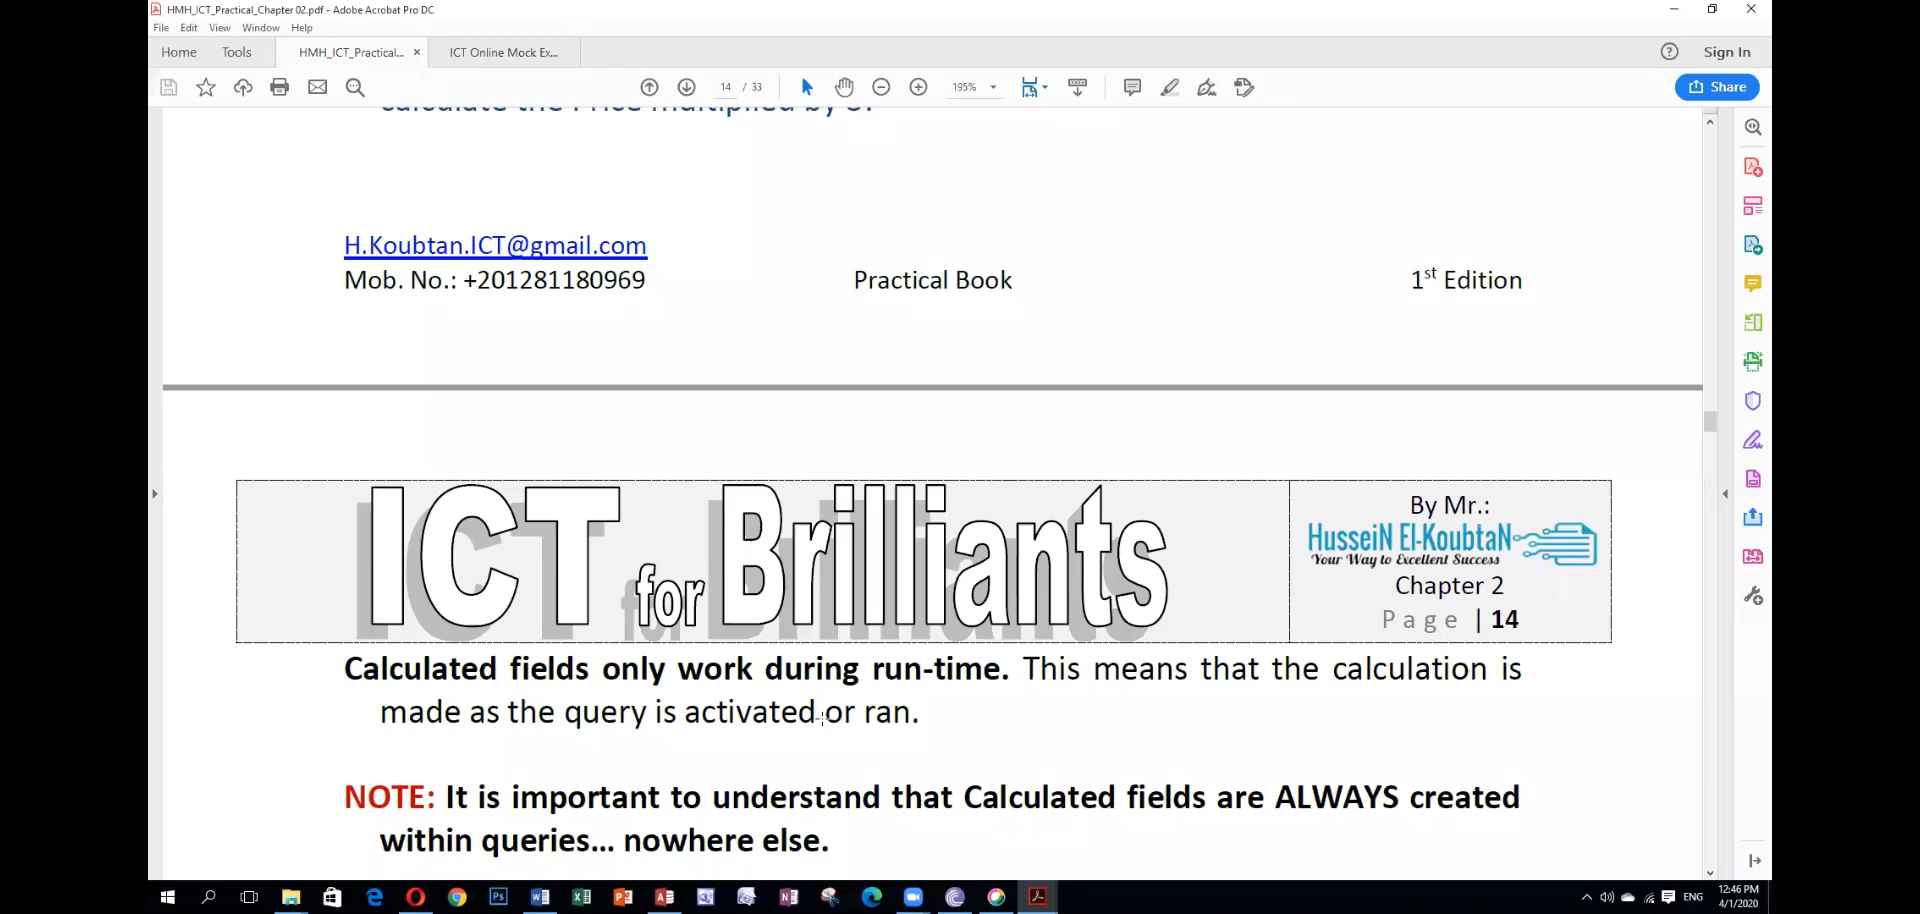 HMH_ICT_Practical_Chapter 02.pdf - Adobe Acrobat Pro DC
File Edit View Window Help
Home Tools HMH_ICT_Practical... × ICT Online Mock Ex... Sign In
14 / 33 195% Share
calculate the Price multiplied by
H.Koubtan.ICT@gmail.com
Mob. No.: +201281180969 Practical Book 1st Edition
ICT for Brilliants
By Mr.:
HusseiN El-KoubtaN
Your Way to Excellent Success
Chapter 2
Page | 14
Calculated fields only work during run-time. This means that the calculation is
made as the query is activated or ran.
NOTE: It is important to understand that Calculated fields are ALWAYS created
within queries... nowhere else.
ENG 12:46 PM
4/1/2020